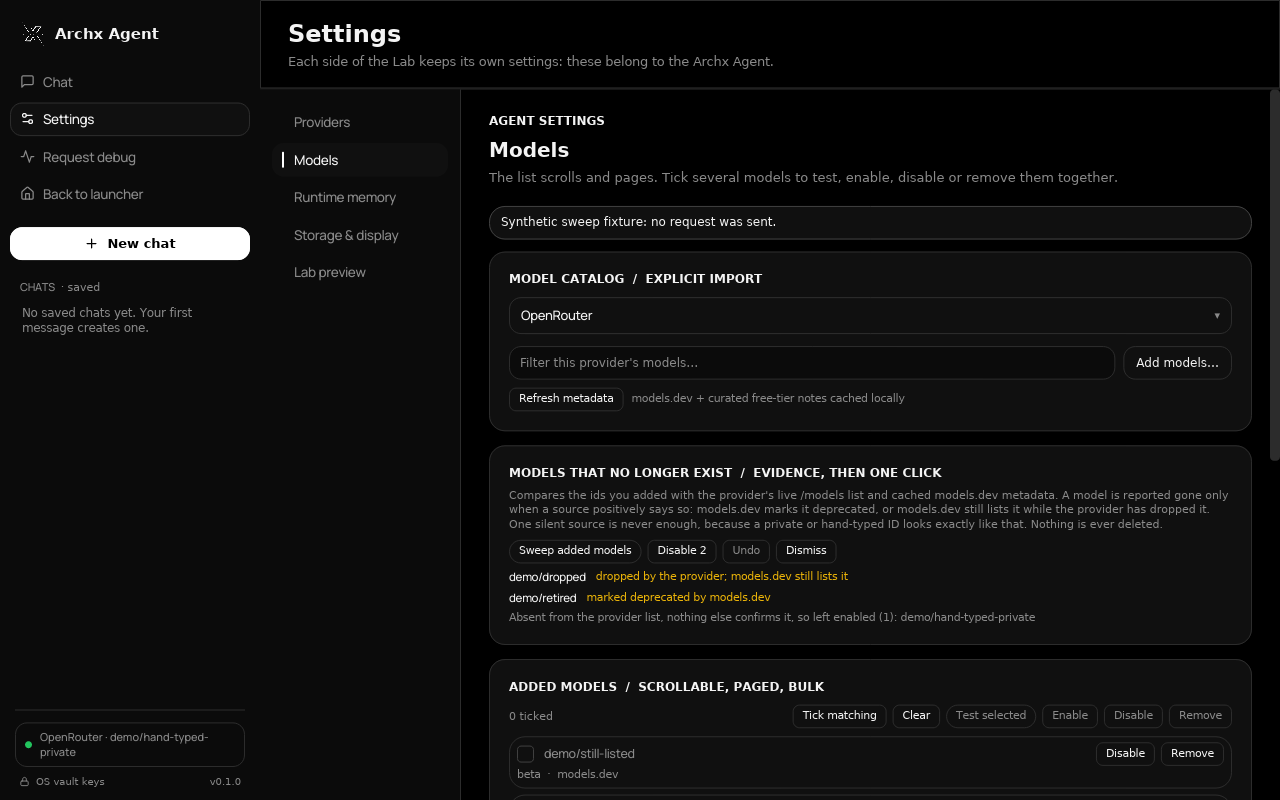 Archx Agent
Chat
Settings
Request debug
Back to launcher
+ New chat
CHATS · saved
No saved chats yet. Your first
message creates one.
OpenRouter · demo/hand-typed-
private
OS vault keys
v0.1.0
Settings
Each side of the Lab keeps its own settings: these belong to the Archx Agent.
Providers
Models
Runtime memory
Storage & display
Lab preview
AGENT SETTINGS
Models
The list scrolls and pages. Tick several models to test, enable, disable or remove them together.
Synthetic sweep fixture: no request was sent.
MODEL CATALOG / EXPLICIT IMPORT
OpenRouter
Filter this provider's models...
Add models...
Refresh metadata
models.dev + curated free-tier notes cached locally
MODELS THAT NO LONGER EXIST / EVIDENCE, THEN ONE CLICK
Compares the ids you added with the provider's live /models list and cached models.dev metadata. A model is reported gone only
when a source positively says so: models.dev marks it deprecated, or models.dev still lists it while the provider has dropped it.
One silent source is never enough, because a private or hand-typed ID looks exactly like that. Nothing is ever deleted.
Sweep added models
Disable 2
Undo
Dismiss
demo/dropped dropped by the provider; models.dev still lists it
demo/retired marked deprecated by models.dev
Absent from the provider list, nothing else confirms it, so left enabled (1): demo/hand-typed-private
ADDED MODELS / SCROLLABLE, PAGED, BULK
0 ticked
Tick matching
Clear
Test selected
Enable
Disable
Remove
demo/still-listed
Disable
Remove
beta · models.dev